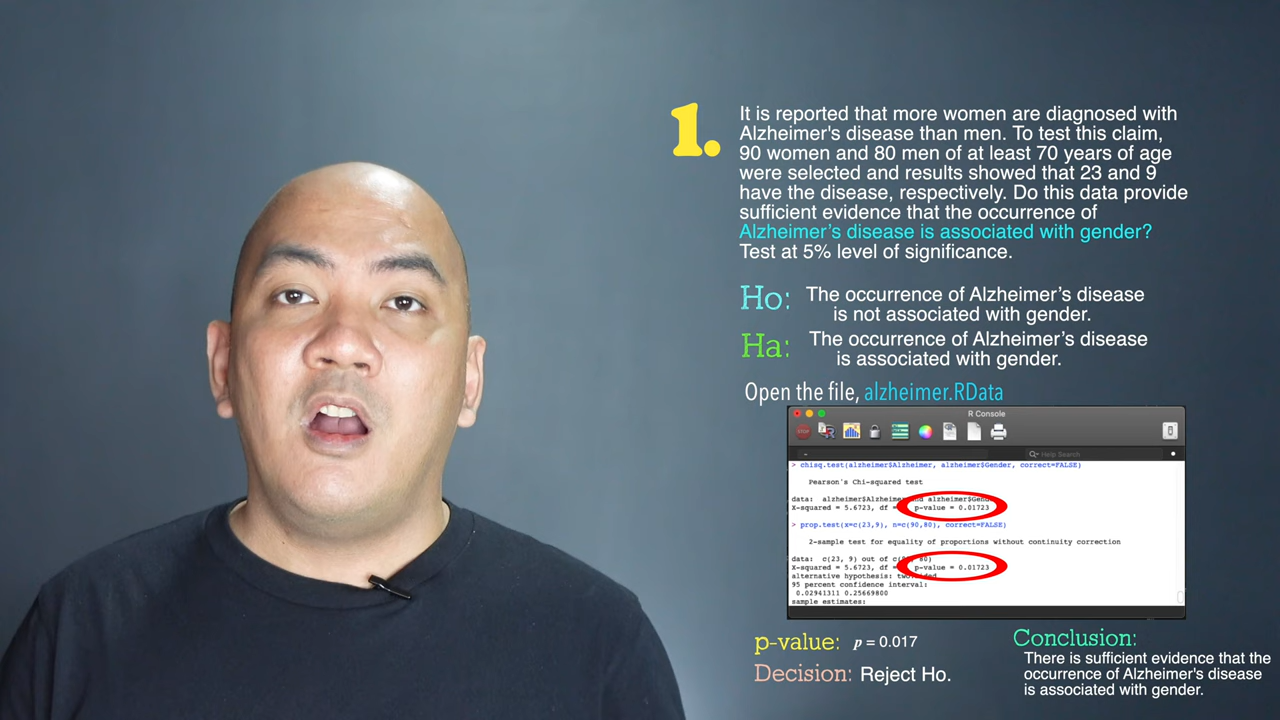 1.
It is reported that more women are diagnosed with
Alzheimer's disease than men. To test this claim,
90 women and 80 men of at least 70 years of age
were selected and results showed that 23 and 9
have the disease, respectively. Do this data provide
sufficient evidence that the occurrence of
Alzheimer's disease is associated with gender?
Test at 5% level of significance.
Ho: The occurrence of Alzheimer's disease
is not associated with gender.
Ha: The occurrence of Alzheimer's disease
is associated with gender.
Open the file, alzheimer.RData
R Console
STOP
Help Search
> chisq.test(alzheimer$Alzheimer, alzheimer$Gender, correct=FALSE)
Pearson's Chi-squared test
data: alzheimer$Alzheimer and alzheimer$Gen
X-squared = 5.6723, df = p-value = 0.01723
> prop.test(x=c(23,9), n=c(90,80), correct=FALSE)
2-sample test for equality of proportions without continuity correction
data: c(23, 9) out of c( 80)
X-squared = 5.6723, df = p-value = 0.01723
alternative hypothesis:
95 percent confidence interval:
0.02941311 0.25669800
sample estimates:
p-value: p = 0.017
Decision: Reject Ho.
Conclusion:
There is sufficient evidence that the
occurrence of Alzheimer's disease
is associated with gender.